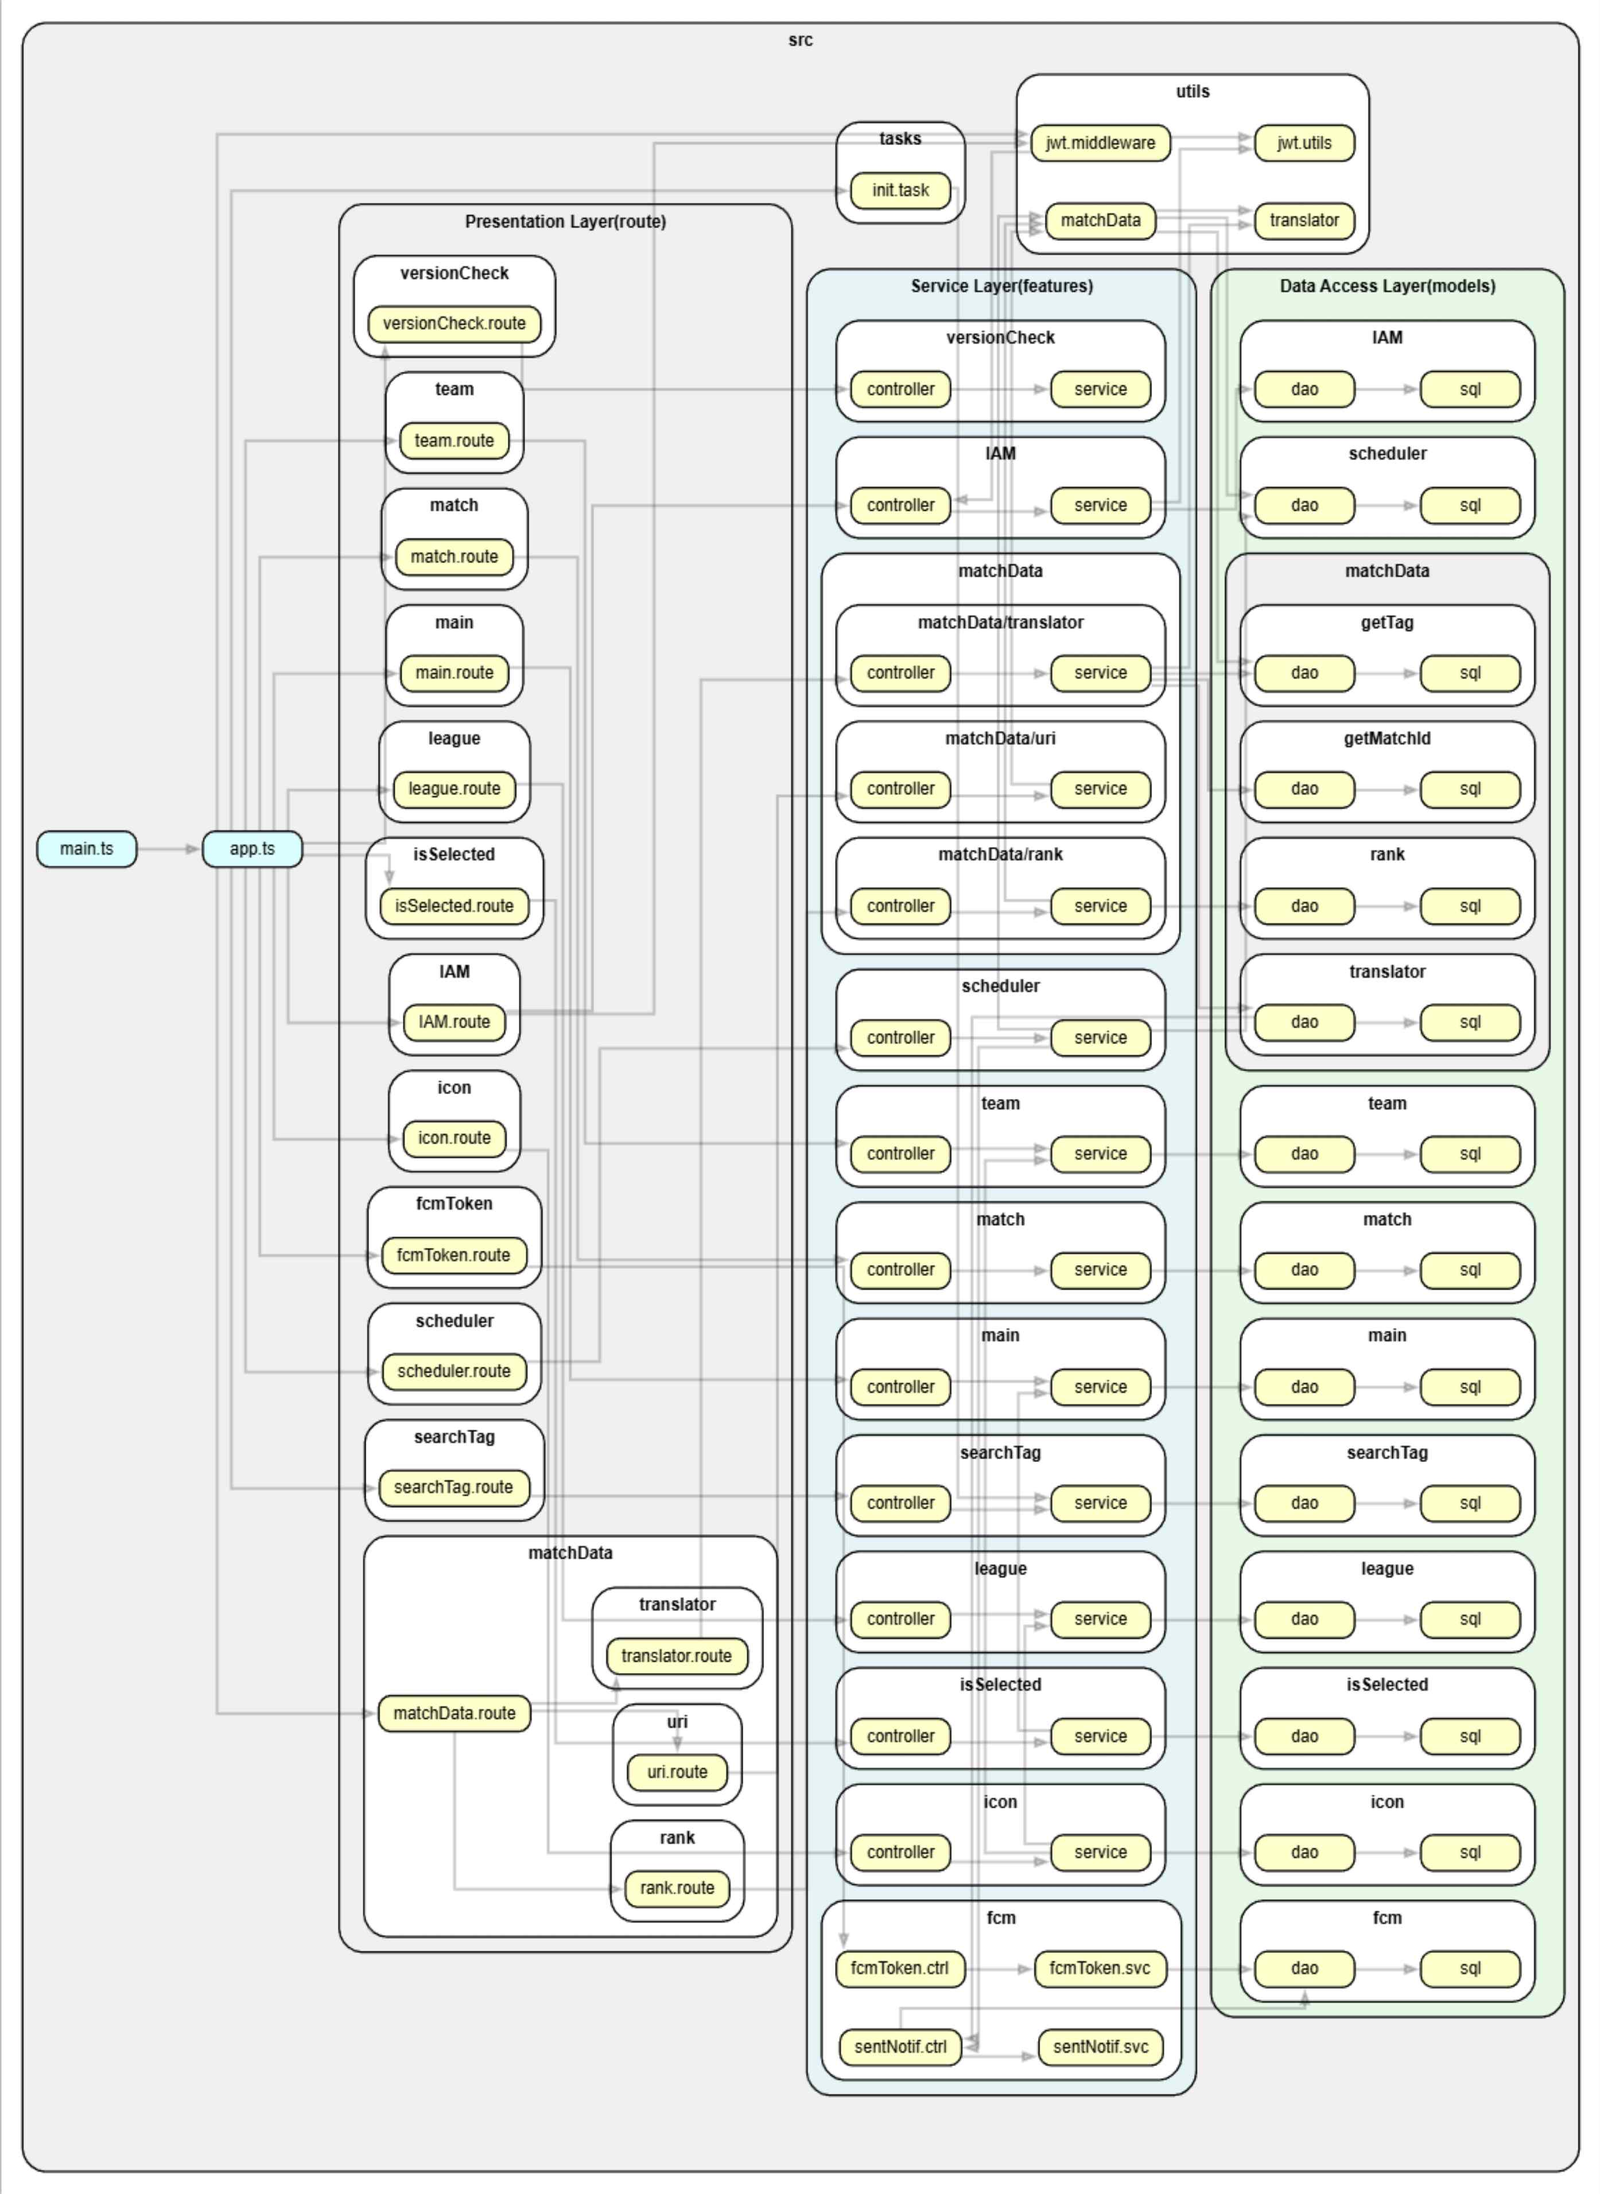 src
utils
jwt.middleware
jwt.utils
matchData
translator
tasks
init.task
main.ts
app.ts
Presentation Layer(route)
versionCheck
versionCheck.route
team
team.route
match
match.route
main
main.route
league
league.route
isSelected
isSelected.route
IAM
IAM.route
icon
icon.route
fcmToken
fcmToken.route
scheduler
scheduler.route
searchTag
searchTag.route
matchData
translator
translator.route
matchData.route
uri
uri.route
rank
rank.route
Service Layer(features)
versionCheck
controller
service
IAM
controller
service
matchData
matchData/translator
controller
service
matchData/uri
controller
service
matchData/rank
controller
service
scheduler
controller
service
team
controller
service
match
controller
service
main
controller
service
searchTag
controller
service
league
controller
service
isSelected
controller
service
icon
controller
service
fcm
fcmToken.ctrl
fcmToken.svc
sentNotif.ctrl
sentNotif.svc
Data Access Layer(models)
IAM
dao
sql
scheduler
dao
sql
matchData
getTag
dao
sql
getMatchId
dao
sql
rank
dao
sql
translator
dao
sql
team
dao
sql
match
dao
sql
main
dao
sql
searchTag
dao
sql
league
dao
sql
isSelected
dao
sql
icon
dao
sql
fcm
dao
sql